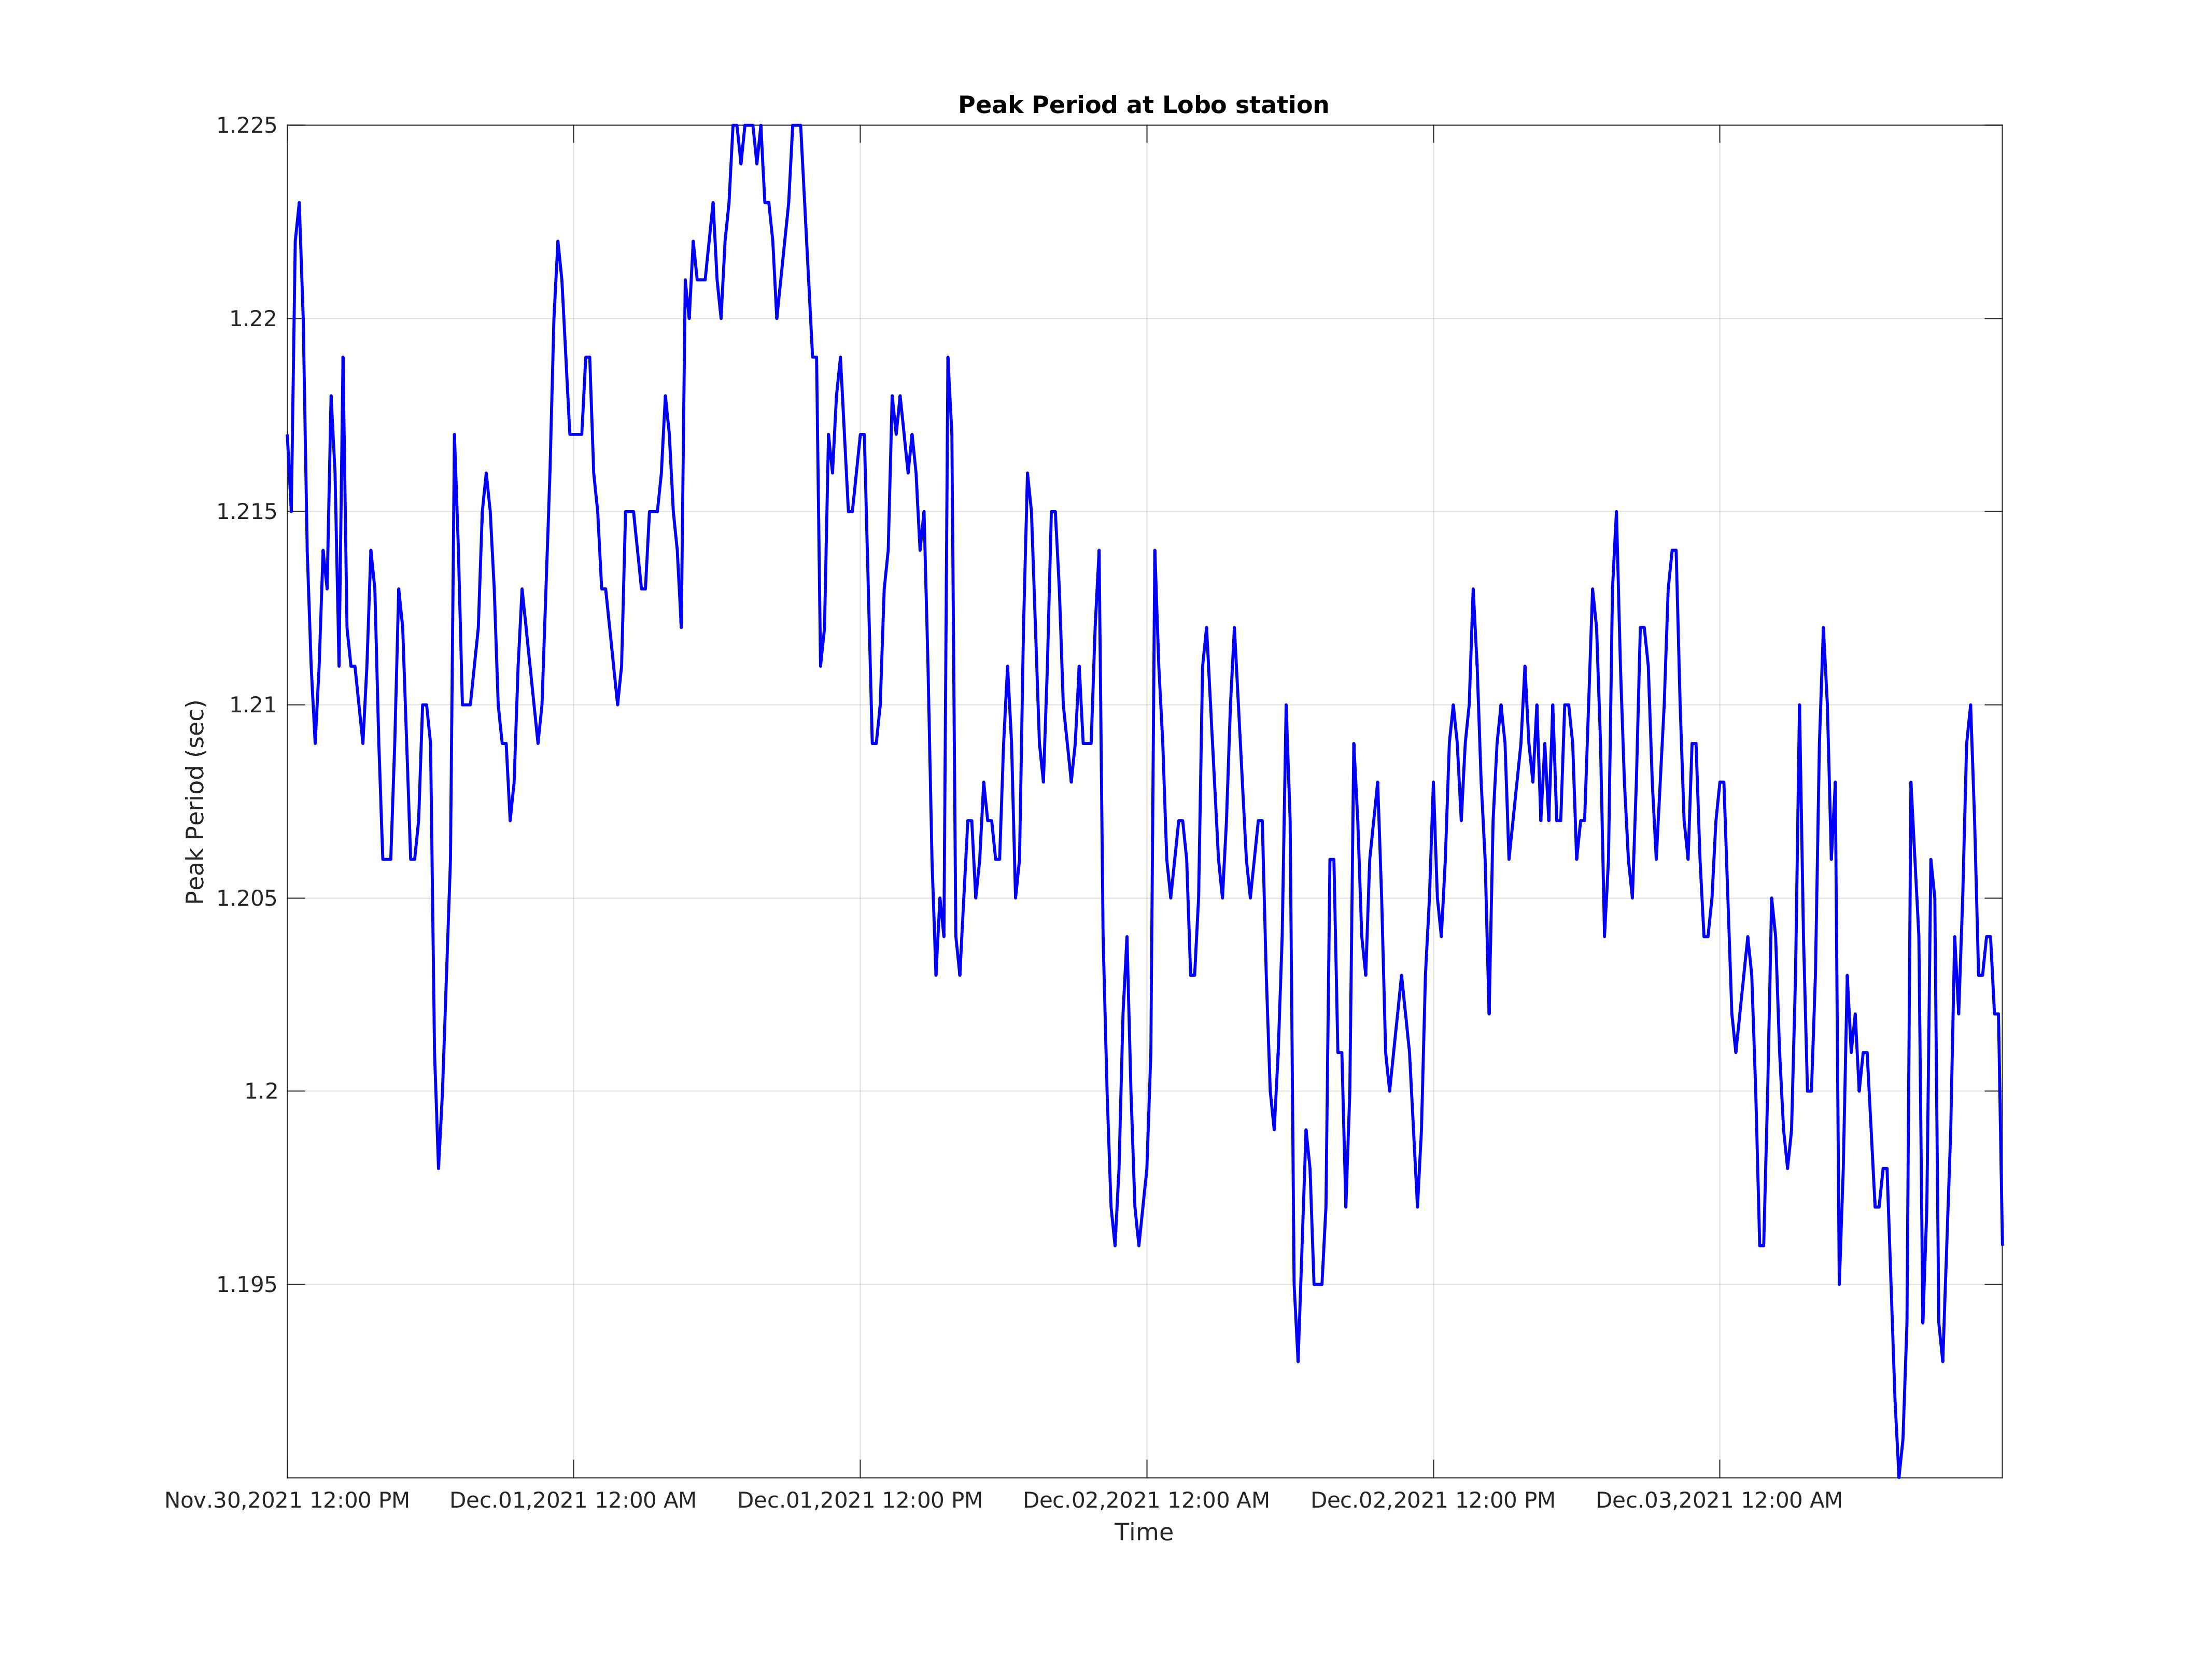 Peak Period at Lobo station
1.225
1.22
1.215
1.21
1.205
1.2
1.195
Peak Period (sec)
Nov.30,2021 12:00 PM Dec.01,2021 12:00 AM Dec.01,2021 12:00 PM Dec.02,2021 12:00 AM Dec.02,2021 12:00 PM Dec.03,2021 12:00 AM
Time